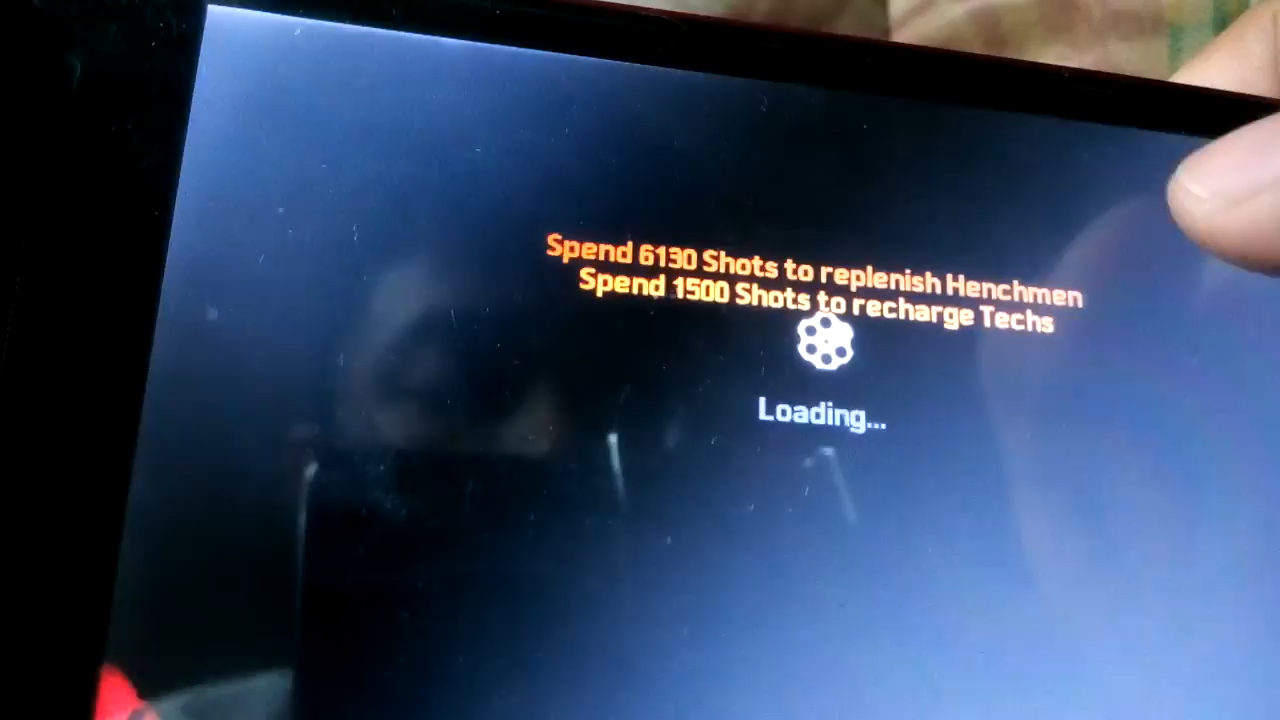 Spend 6130 Shots to replenish Henchmen
Spend 1500 Shots to recharge Techs
Loading...